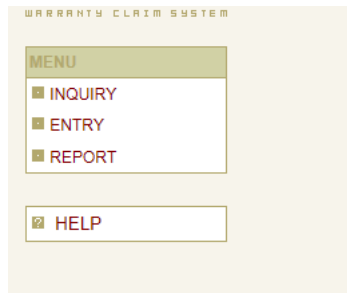 WARRANTY CLAIM SYSTEM
MENU
INQUIRY
ENTRY
REPORT
? HELP